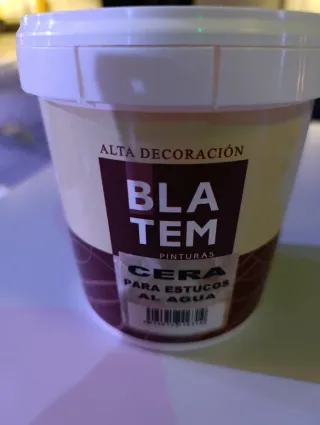 ALTA DECORACIÓN
BLA
TEM
PINTURAS
CERA
PARA ESTUCOS
AL AGUA